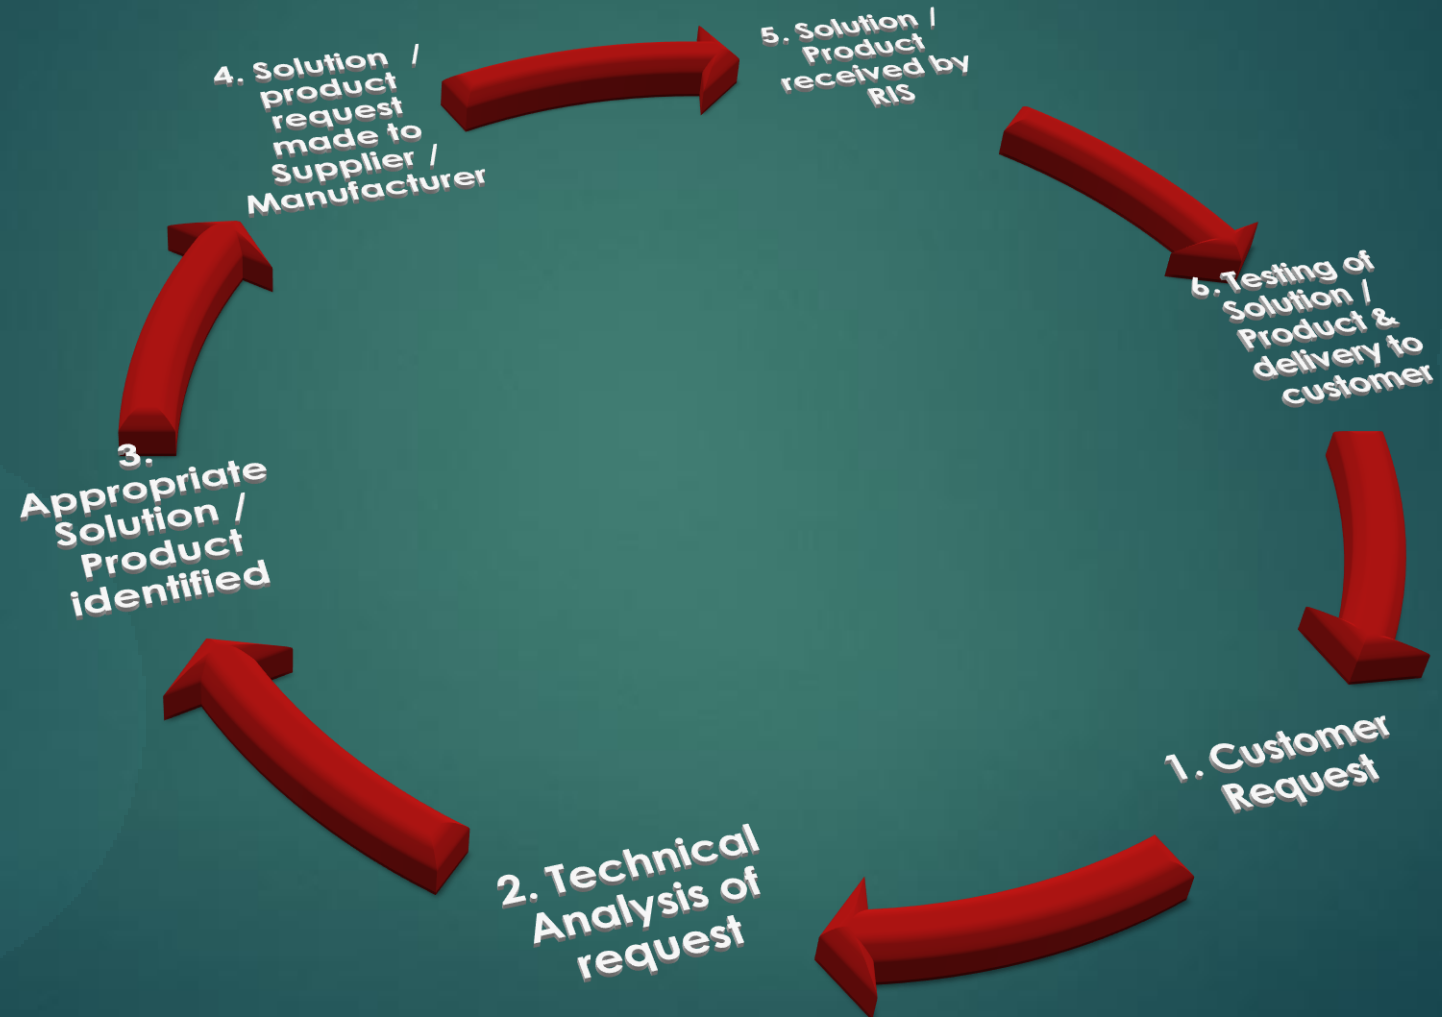 4. Solution /
product
request
made to
Supplier /
Manufacturer
5. Solution /
Product
received by
RIS
6. Testing of
Solution /
Product &
delivery to
customer
3.
Appropriate
Solution /
Product
identified
1. Customer
Request
2. Technical
Analysis of
request